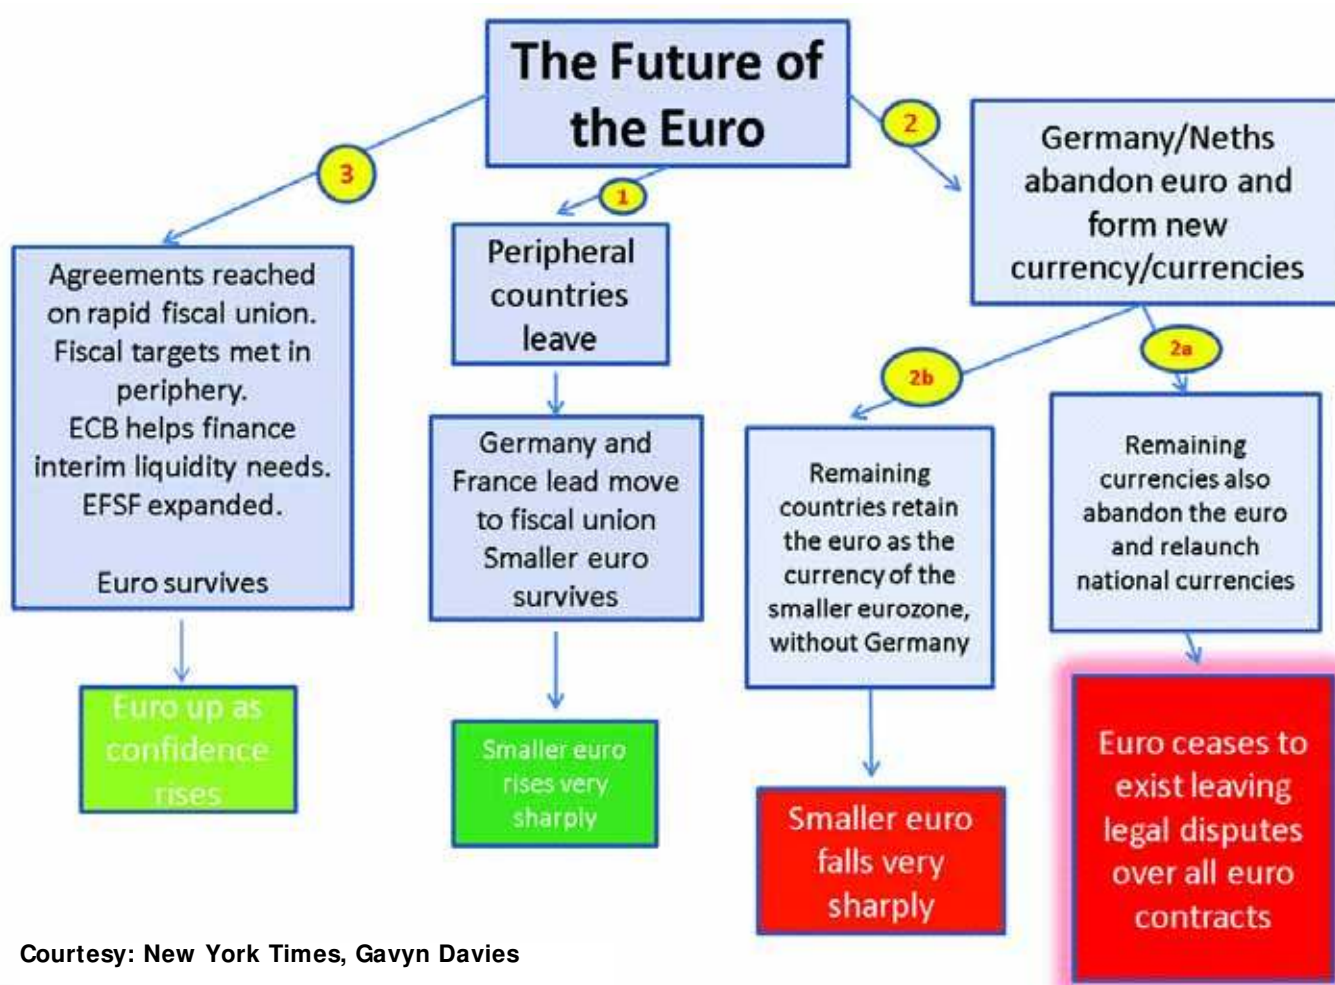 The Future of
the Euro
3
1
2
Agreements reached
on rapid fiscal union.
Fiscal targets met in
periphery.
ECB helps finance
interim liquidity needs.
EFSF expanded.
Euro survives
Euro up as
confidence
rises
Peripheral
countries
leave
Germany and
France lead move
to fiscal union
Smaller euro
survives
Smaller euro
rises very
sharply
Germany/Neths
abandon euro and
form new
currency/currencies
2b
2a
Remaining
countries retain
the euro as the
currency of the
smaller eurozone,
without Germany
Smaller euro
falls very
sharply
Remaining
currencies also
abandon the euro
and relaunch
national currencies
Euro ceases to
exist leaving
legal disputes
over all euro
contracts
Courtesy: New York Times, Gavyn Davies